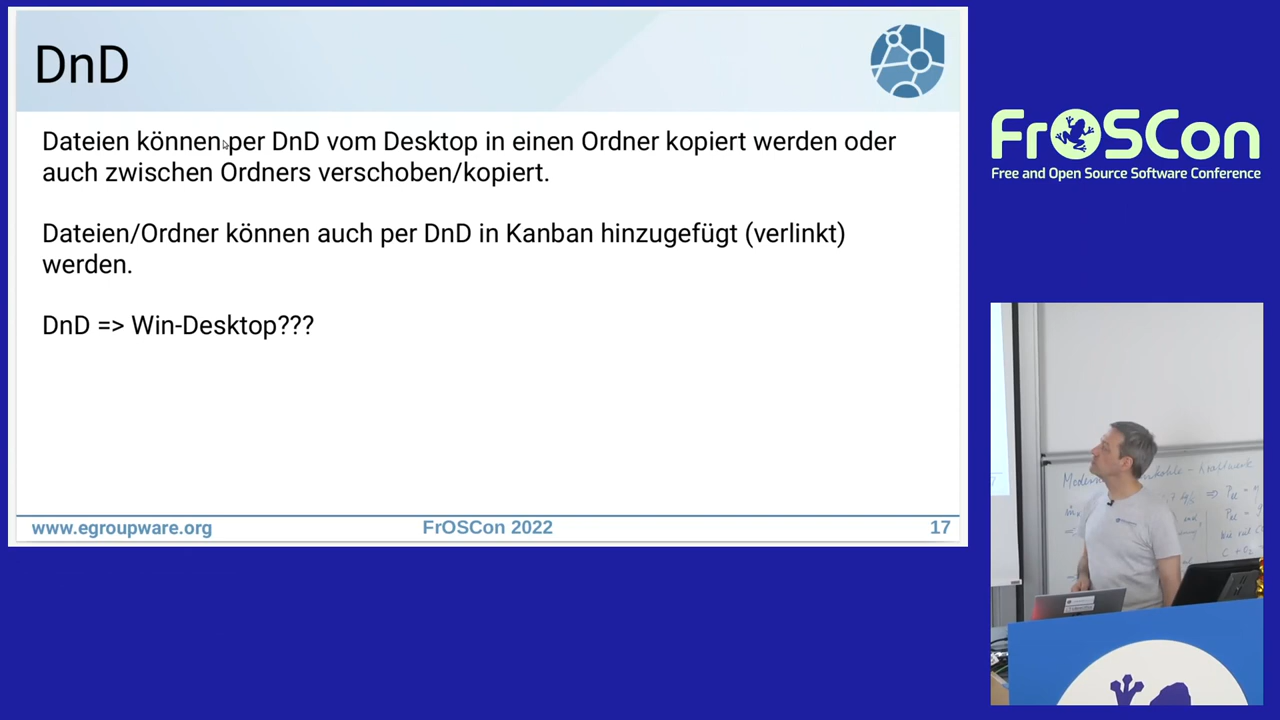 DnD
Dateien können per DnD vom Desktop in einen Ordner kopiert werden oder
auch zwischen Ordners verschoben/kopiert.
Dateien/Ordner können auch per DnD in Kanban hinzugefügt (verlinkt)
werden.
DnD => Win-Desktop???
www.egroupware.org
FrOSCon 2022
17
FrOSCon
Free and Open Source Software Conference
Kraftwerk